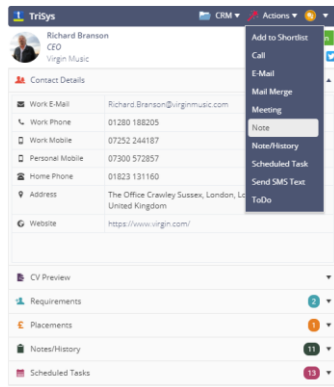 TriSys CRM Actions
Richard Branson
CEO
Virgin Music
Add to Shortlist
Call
E-Mail
Mail Merge
Meeting
Note
Note/History
Scheduled Task
Send SMS Text
ToDo
Contact Details
Work E-Mail Richard.Branson@virginmusic.com
Work Phone 01280 188205
Work Mobile 07252 244187
Personal Mobile 07300 572857
Home Phone 01823 131160
Address The Office Crawley Sussex, London,
United Kingdom
Website https://www.virgin.com/
CV Preview
Requirements 2
Placements 1
Notes/History 11
Scheduled Tasks 13